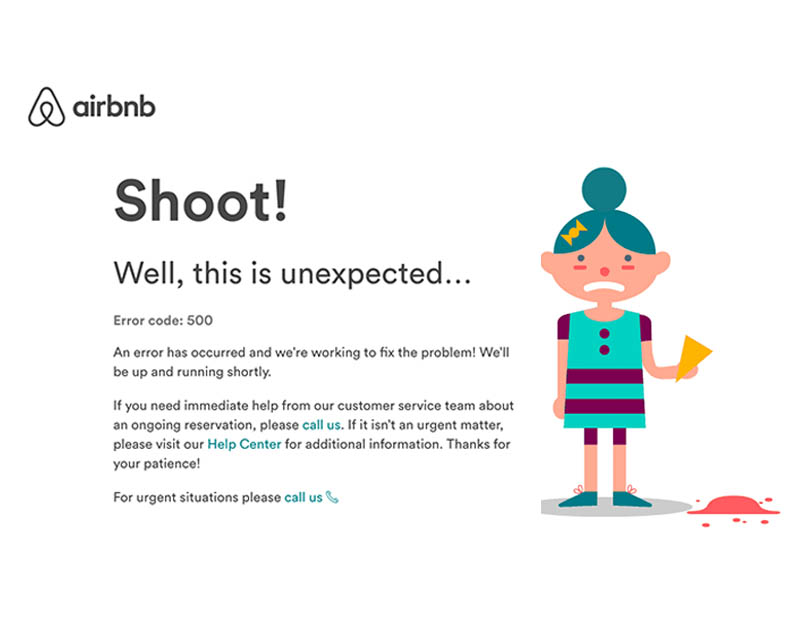 airbnb
Shoot!
Well, this is unexpected...
Error code: 500
An error has occurred and we're working to fix the problem! We'll
be up and running shortly.
If you need immediate help from our customer service team about
an ongoing reservation, please call us. If it isn't an urgent matter,
please visit our Help Center for additional information. Thanks for
your patience!
For urgent situations please call us